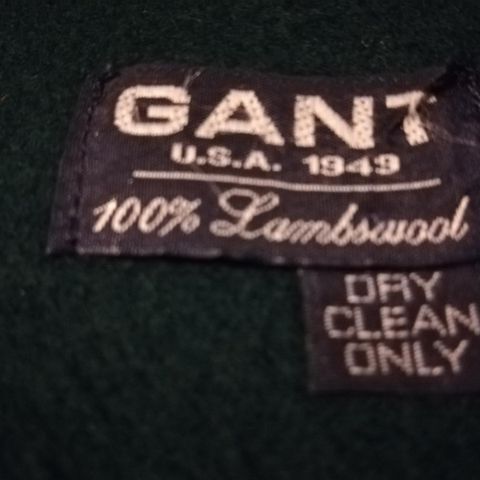 GANT
U.S.A. 1949
100% Lambswool
DRY
CLEAN
ONLY